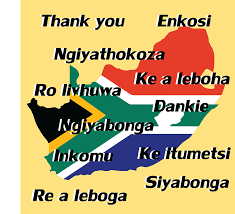 Thank you
Enkosi
Ngiyathokoza
Ke a leboha
Ro livhuwa
Dankie
Ngiyabonga
Inkomu
Ke itumetsi
Siyabonga
Re a leboga